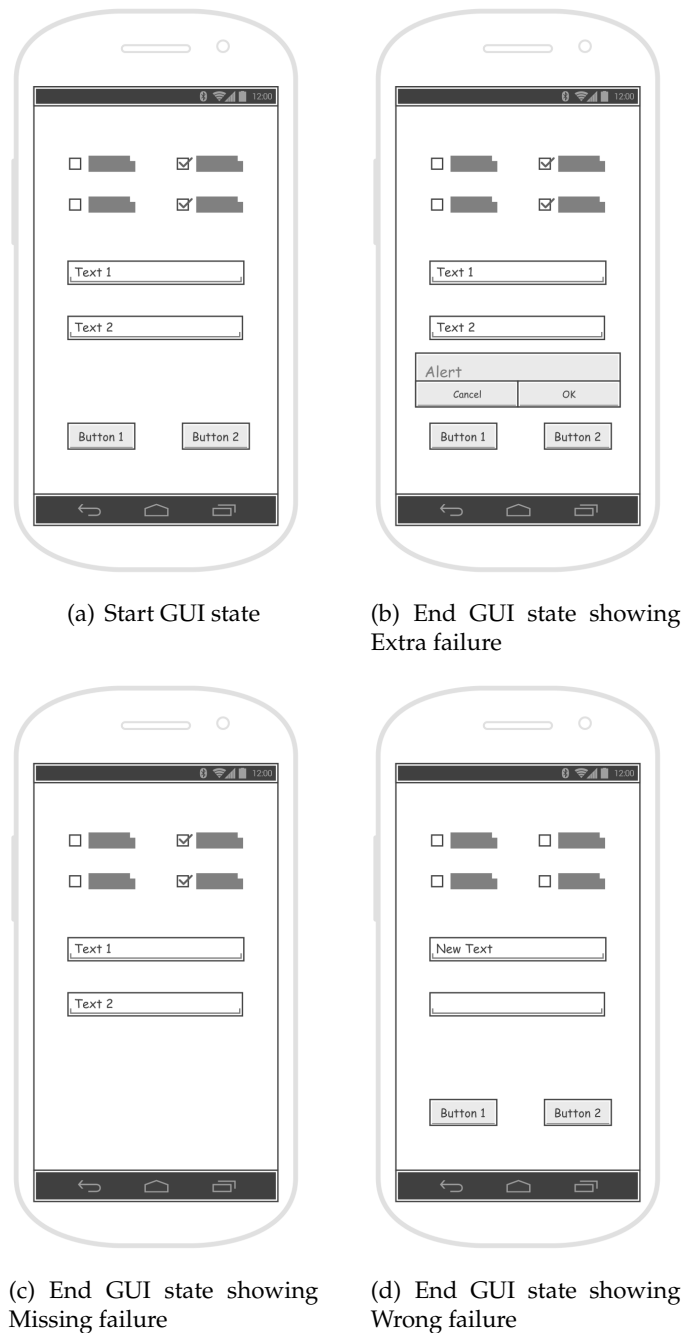 12:00
12:00
Text 1
Text 1
Text 2
Text 2
Alert
Cancel OK
Button 1 Button 2
Button 1 Button 2
(a) Start GUI state
(b) End GUI state showing
Extra failure
12:00
12:00
Text 1
New Text
Text 2
Button 1 Button 2
(c) End GUI state showing
Missing failure
(d) End GUI state showing
Wrong failure